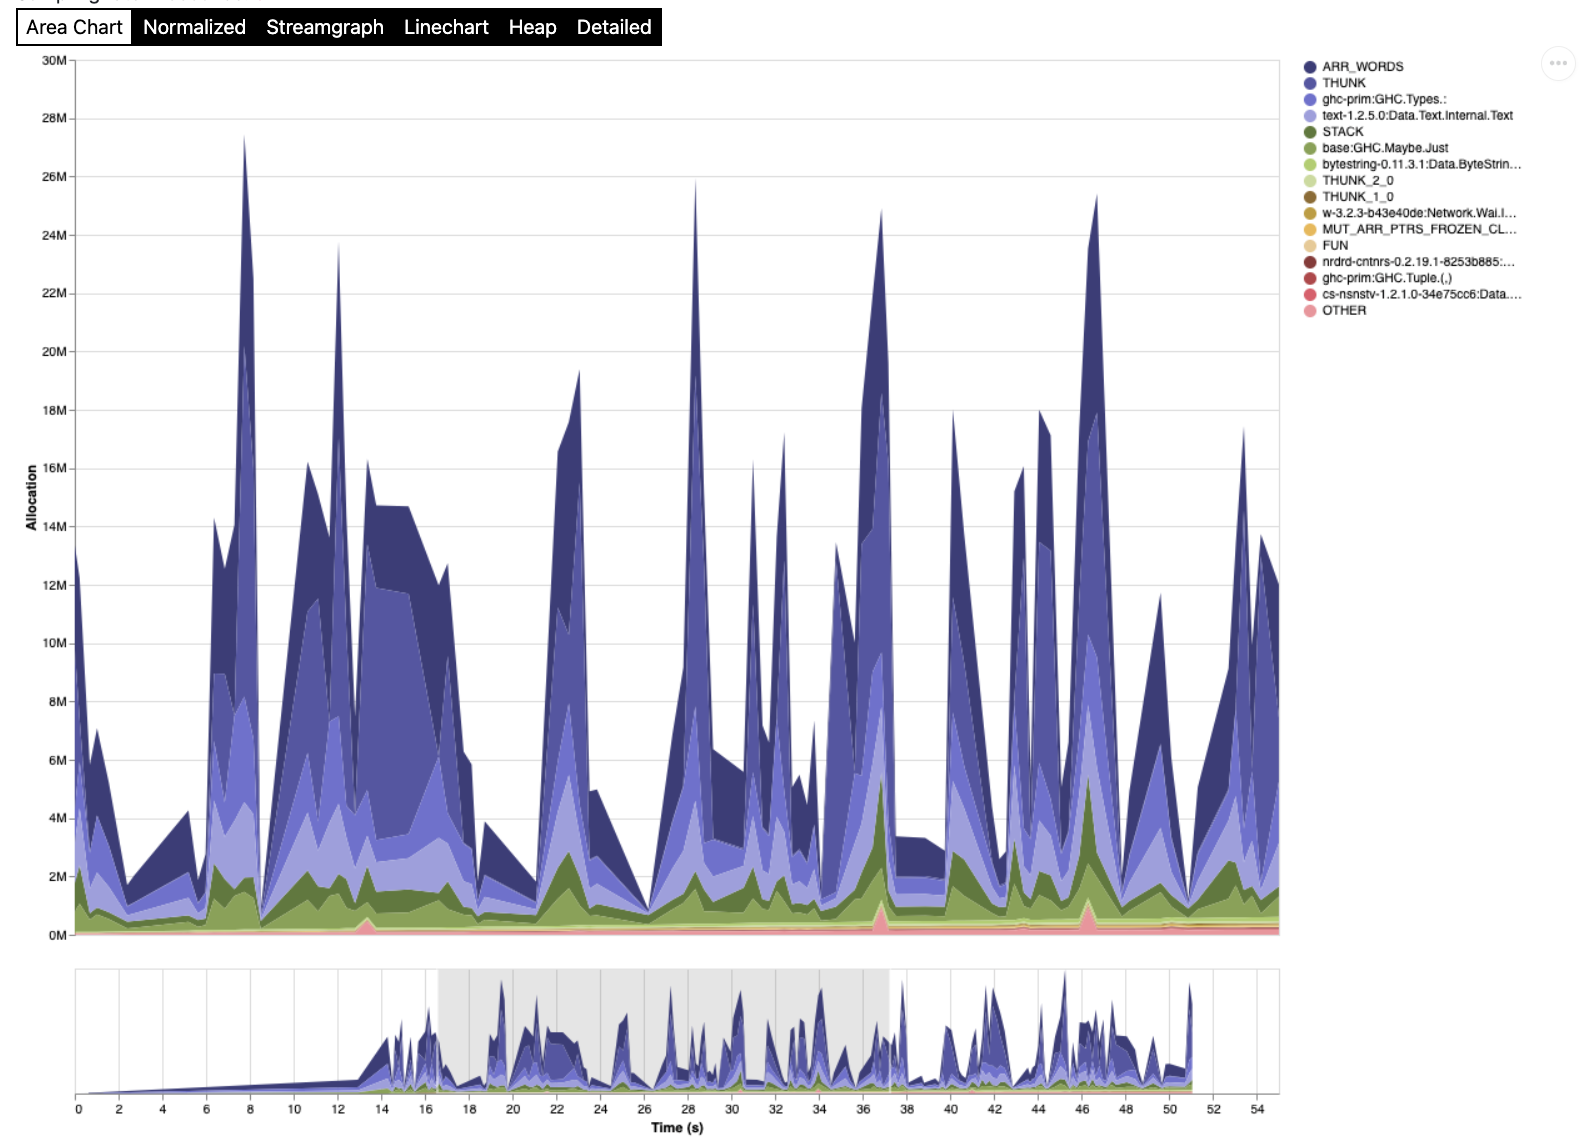 Area Chart Normalized Streamgraph Linechart Heap Detailed
30M
28M
26M
24M
22M
20M
18M
16M
14M
12M
10M
8M
6M
4M
2M
0M
Allocation
ARR_WORDS
THUNK
ghc-prim:GHC.Types.:
text-1.2.5.0:Data.Text.Internal.Text
STACK
base:GHC.Maybe.Just
bytestring-0.11.3.1:Data.ByteStrin...
THUNK_2_0
THUNK_1_0
w-3.2.3-b43e40de:Network.Wai.I...
MUT_ARR_PTRS_FROZEN_CL...
FUN
nrdrd-cntnrs-0.2.19.1-8253b885:...
ghc-prim:GHC.Tuple.(,)
cs-nsnstv-1.2.1.0-34e75cc6:Data....
OTHER
0 2 4 6 8 10 12 14 16 18 20 22 24 26 28 30 32 34 36 38 40 42 44 46 48 50 52 54
Time (s)